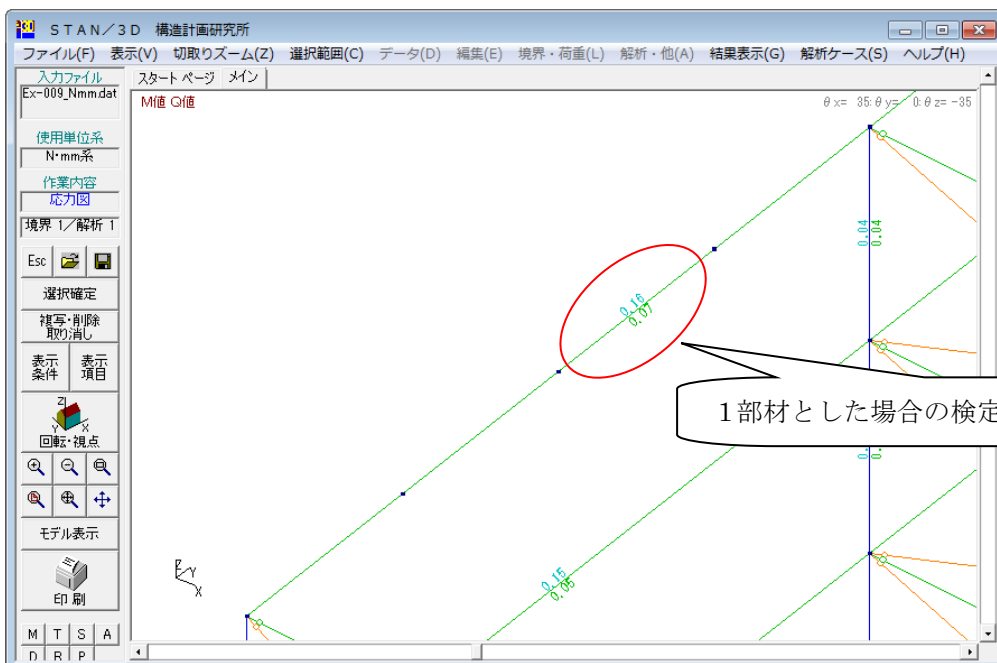 STAN/3D 構造計画研究所
ファイル(F) 表示(V) 切取りズーム(Z) 選択範囲(C) データ(D) 編集(E) 境界・荷重(L) 解析・他(A) 結果表示(G) 解析ケース(S) ヘルプ(H)
入力ファイル
Ex-009_Nmm.dat
使用単位系
N・mm系
作業内容
応力図
境界 1/解析 1
Esc
選択確定
複写・削除
取り消し
表示
条件
表示
項目
Z
Y X
回転・視点
モデル表示
印刷
M T S A
D R P
スタート ページ メイン
M値 Q値
θx= 35:θy= 0:θz=-35
0.04
0.04
0.16
0.07
1部材とした場合の検定
0.15
0.05
Z Y
X